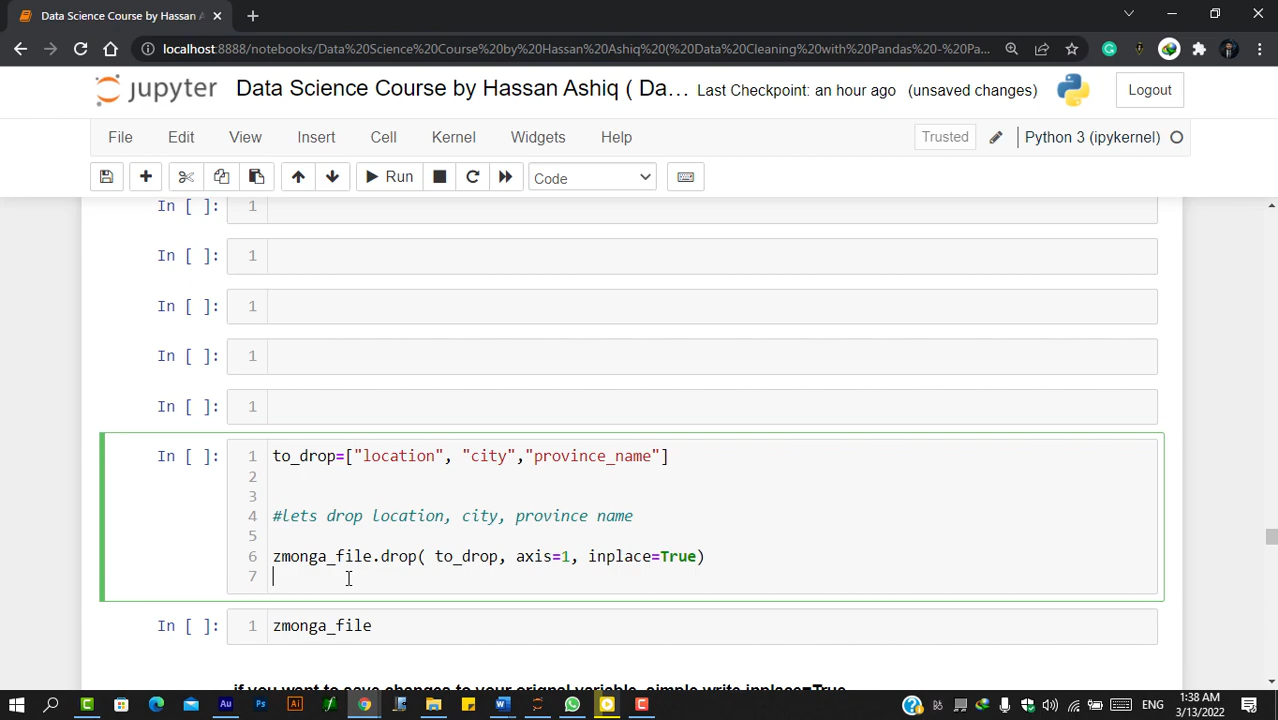 Data Science Course by Hassan A
localhost:8888/notebooks/Data%20Science%20Course%20by%20Hassan%20Ashiq%20(%20Data%20Cleaning%20with%20Pandas%20-%20Pa...
jupyter Data Science Course by Hassan Ashiq ( Da... Last Checkpoint: an hour ago (unsaved changes) Logout
File Edit View Insert Cell Kernel Widgets Help Trusted Python 3 (ipykernel)
Run Code
In [ ]: 1
In [ ]: 1
In [ ]: 1
In [ ]: 1
In [ ]: 1
In [ ]: 1 to_drop=["location", "city","province_name"]
2
3
4 #lets drop location, city, province name
5
6 zmonga_file.drop( to_drop, axis=1, inplace=True)
7
In [ ]: 1 zmonga_file
Au Ps Ai ENG 1:38 AM
3/13/2022